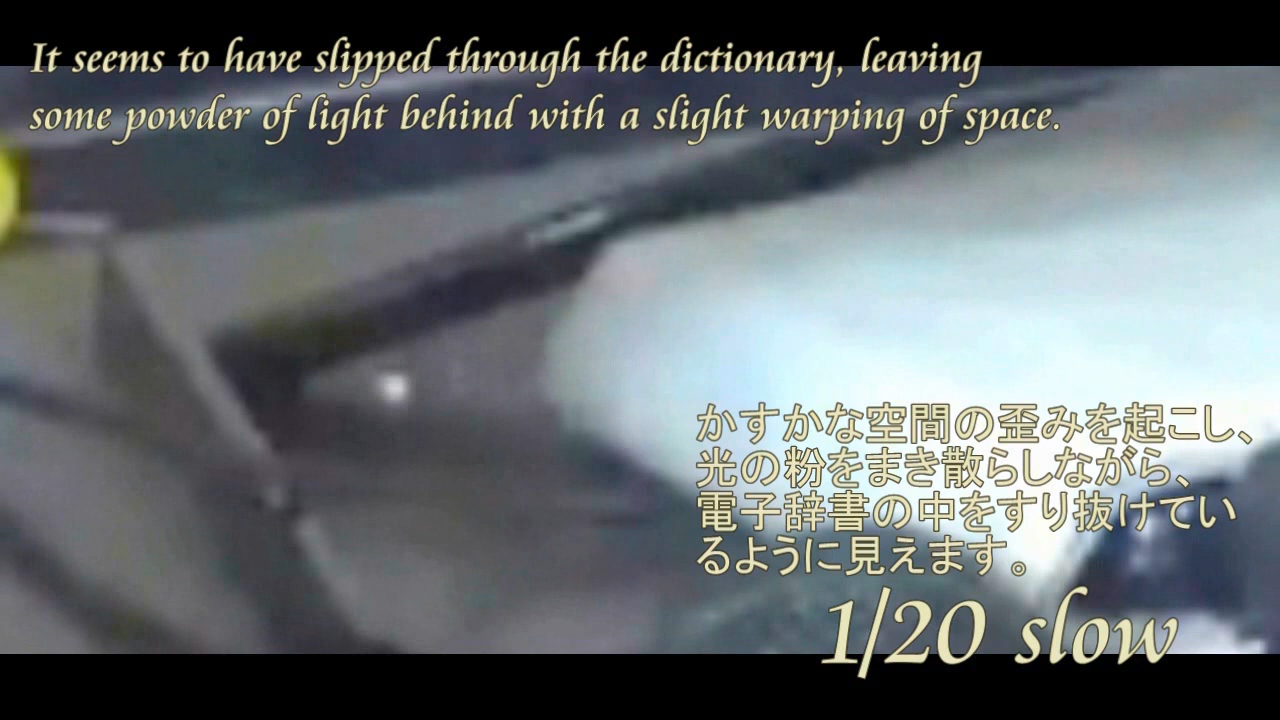 It seems to have slipped through the dictionary, leaving
some powder of light behind with a slight warping of space.
かすかな空間の歪みを起こし、
光の粉をまき散らしながら、
電子辞書の中をすり抜けてい
るように見えます。
1/20 slow